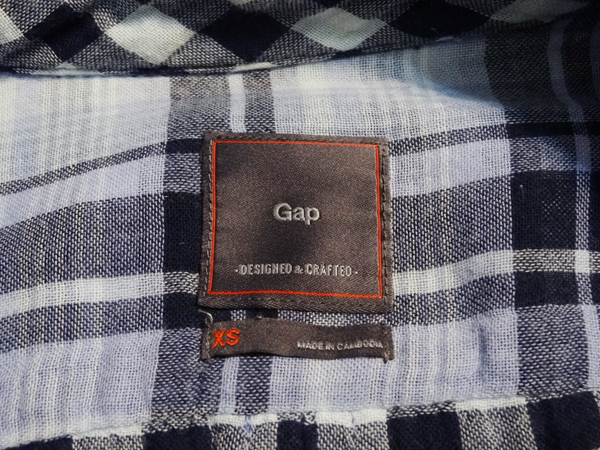 Gap
-DESIGNED & CRAFTED-
XS
MADE IN CAMBODIA